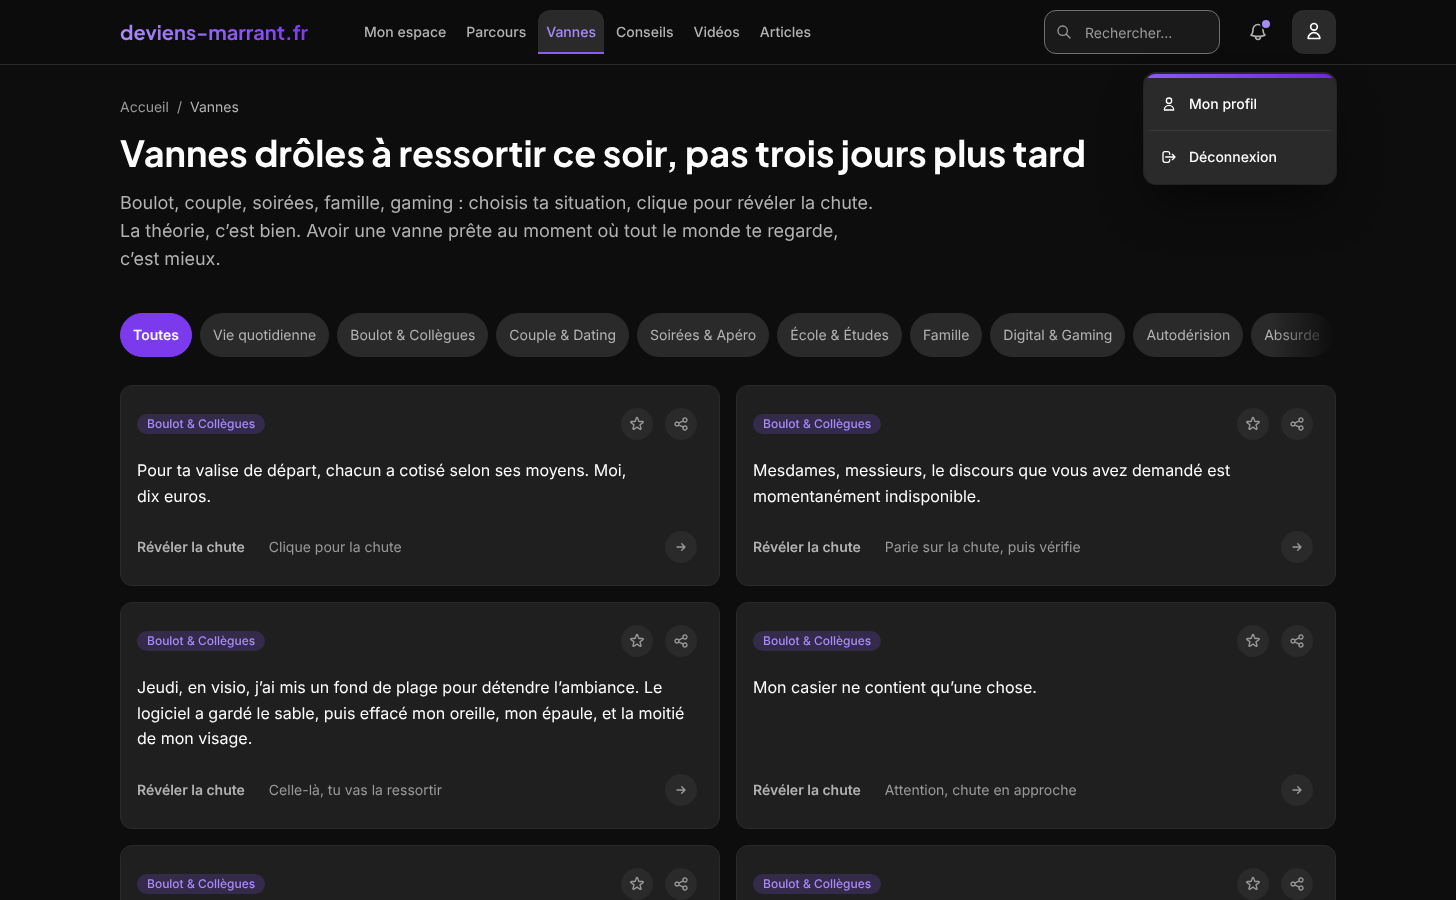 deviens-marrant.fr
Mon espace
Parcours
Vannes
Conseils
Vidéos
Articles
Rechercher...
Mon profil
Déconnexion
Accueil / Vannes
Vannes drôles à ressortir ce soir, pas trois jours plus tard
Boulot, couple, soirées, famille, gaming : choisis ta situation, clique pour révéler la chute.
La théorie, c’est bien. Avoir une vanne prête au moment où tout le monde te regarde,
c’est mieux.
Toutes
Vie quotidienne
Boulot & Collègues
Couple & Dating
Soirées & Apéro
École & Études
Famille
Digital & Gaming
Autodérision
Absurde
Boulot & Collègues
Pour ta valise de départ, chacun a cotisé selon ses moyens. Moi,
dix euros.
Révéler la chute
Clique pour la chute
Boulot & Collègues
Mesdames, messieurs, le discours que vous avez demandé est
momentanément indisponible.
Révéler la chute
Parie sur la chute, puis vérifie
Boulot & Collègues
Jeudi, en visio, j’ai mis un fond de plage pour détendre l’ambiance. Le
logiciel a gardé le sable, puis effacé mon oreille, mon épaule, et la moitié
de mon visage.
Révéler la chute
Celle-là, tu vas la ressortir
Boulot & Collègues
Mon casier ne contient qu’une chose.
Révéler la chute
Attention, chute en approche
Boulot & Collègues
Boulot & Collègues